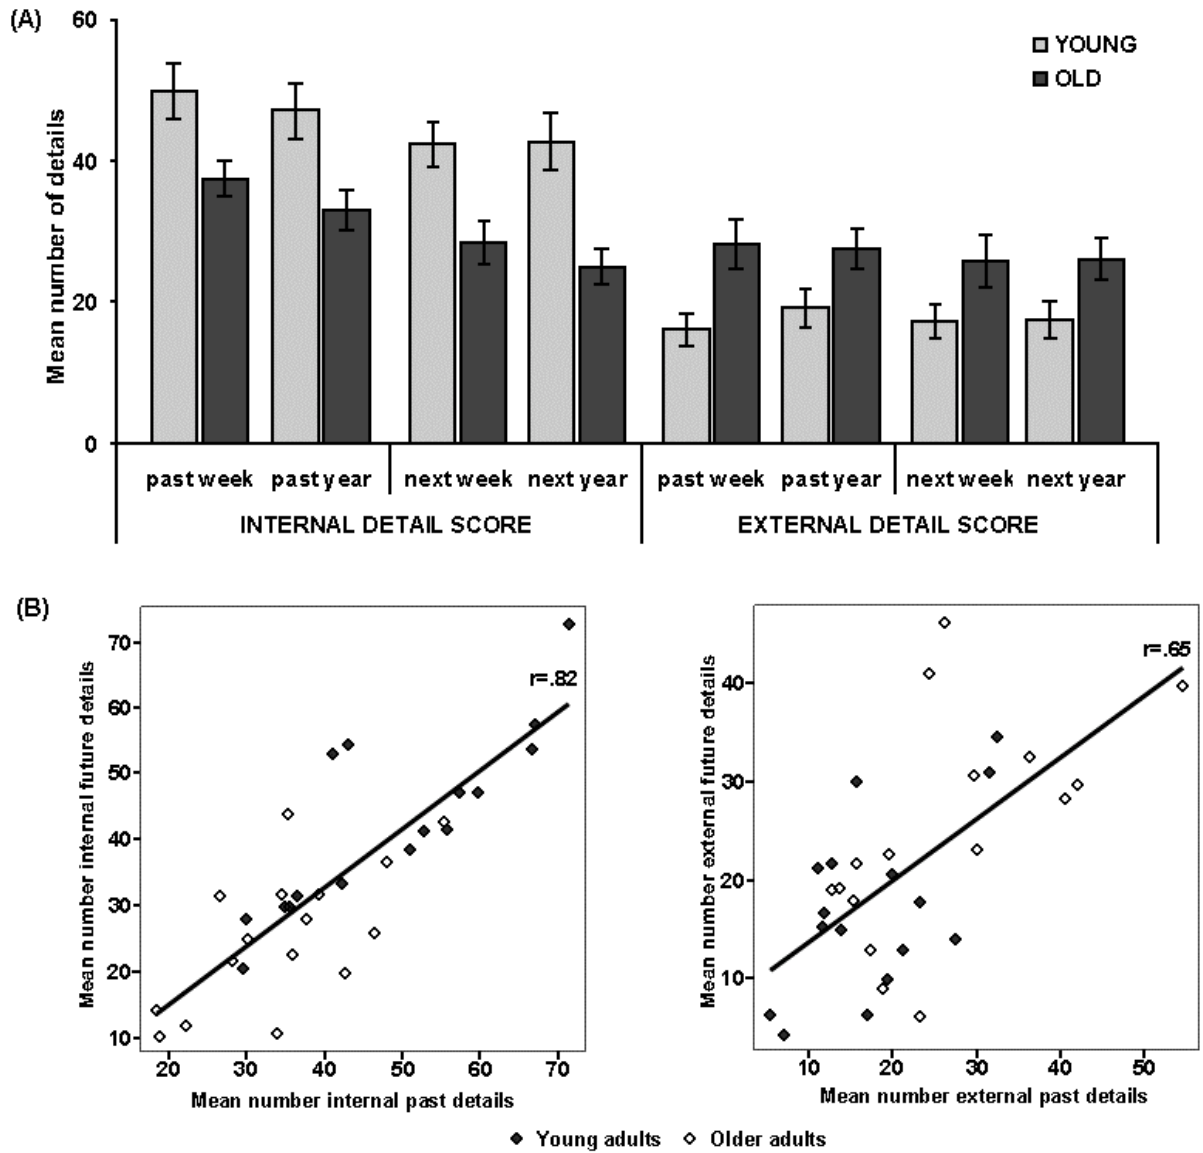 (A)
60
YOUNG
OLD
40
20
0
Mean number of details
past week past year next week next year past week past year next week next year
INTERNAL DETAIL SCORE EXTERNAL DETAIL SCORE
(B)
70
60
50
40
30
20
10
Mean number internal future details
r=.82
20 30 40 50 60 70
Mean number internal past details
40
30
20
10
Mean number external future details
r=.65
10 20 30 40 50
Mean number external past details
Young adults Older adults